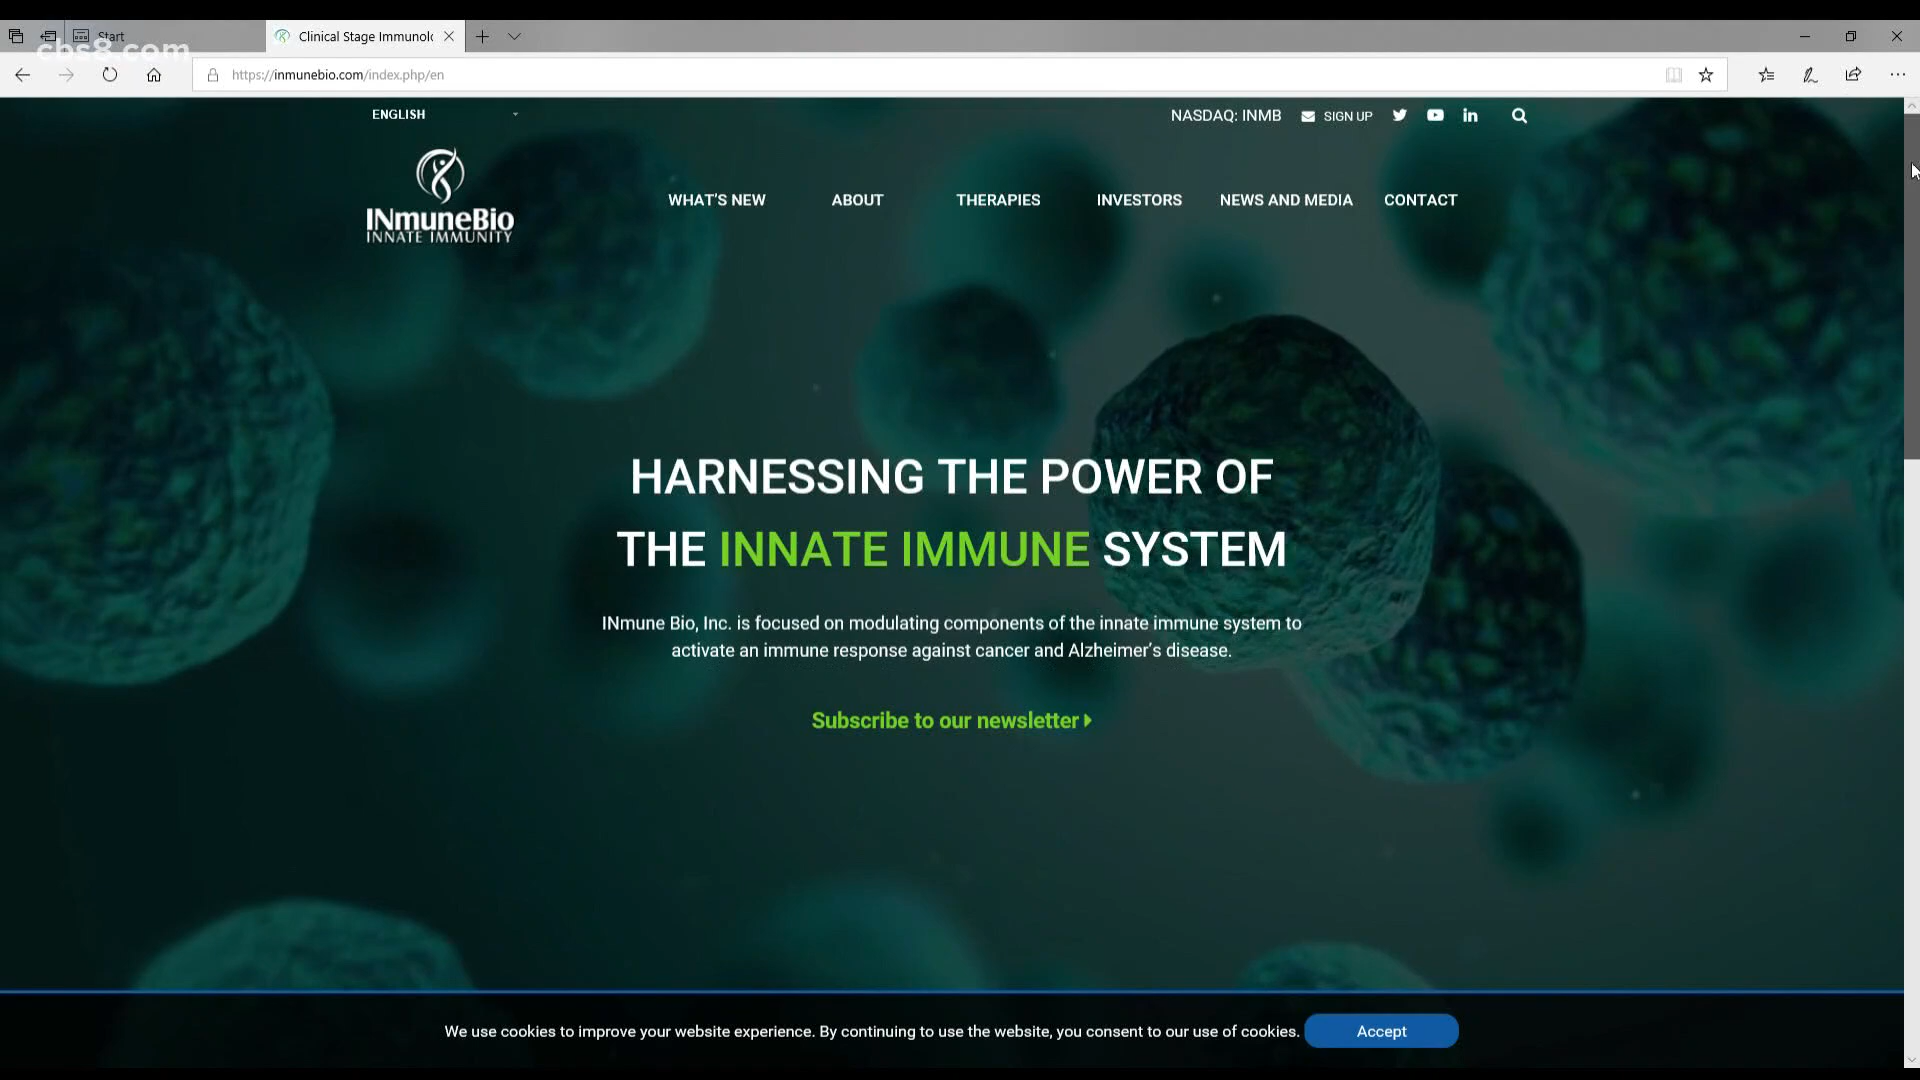 Start
Clinical Stage Immunolo
cbs8.com
https://inmunebio.com/index.php/en
ENGLISH
NASDAQ: INMB
SIGN UP
INmuneBio
INNATE IMMUNITY
WHAT'S NEW
ABOUT
THERAPIES
INVESTORS
NEWS AND MEDIA
CONTACT
HARNESSING THE POWER OF
THE INNATE IMMUNE SYSTEM
INmune Bio, Inc. is focused on modulating components of the innate immune system to
activate an immune response against cancer and Alzheimer's disease.
Subscribe to our newsletter
We use cookies to improve your website experience. By continuing to use the website, you consent to our use of cookies.
Accept